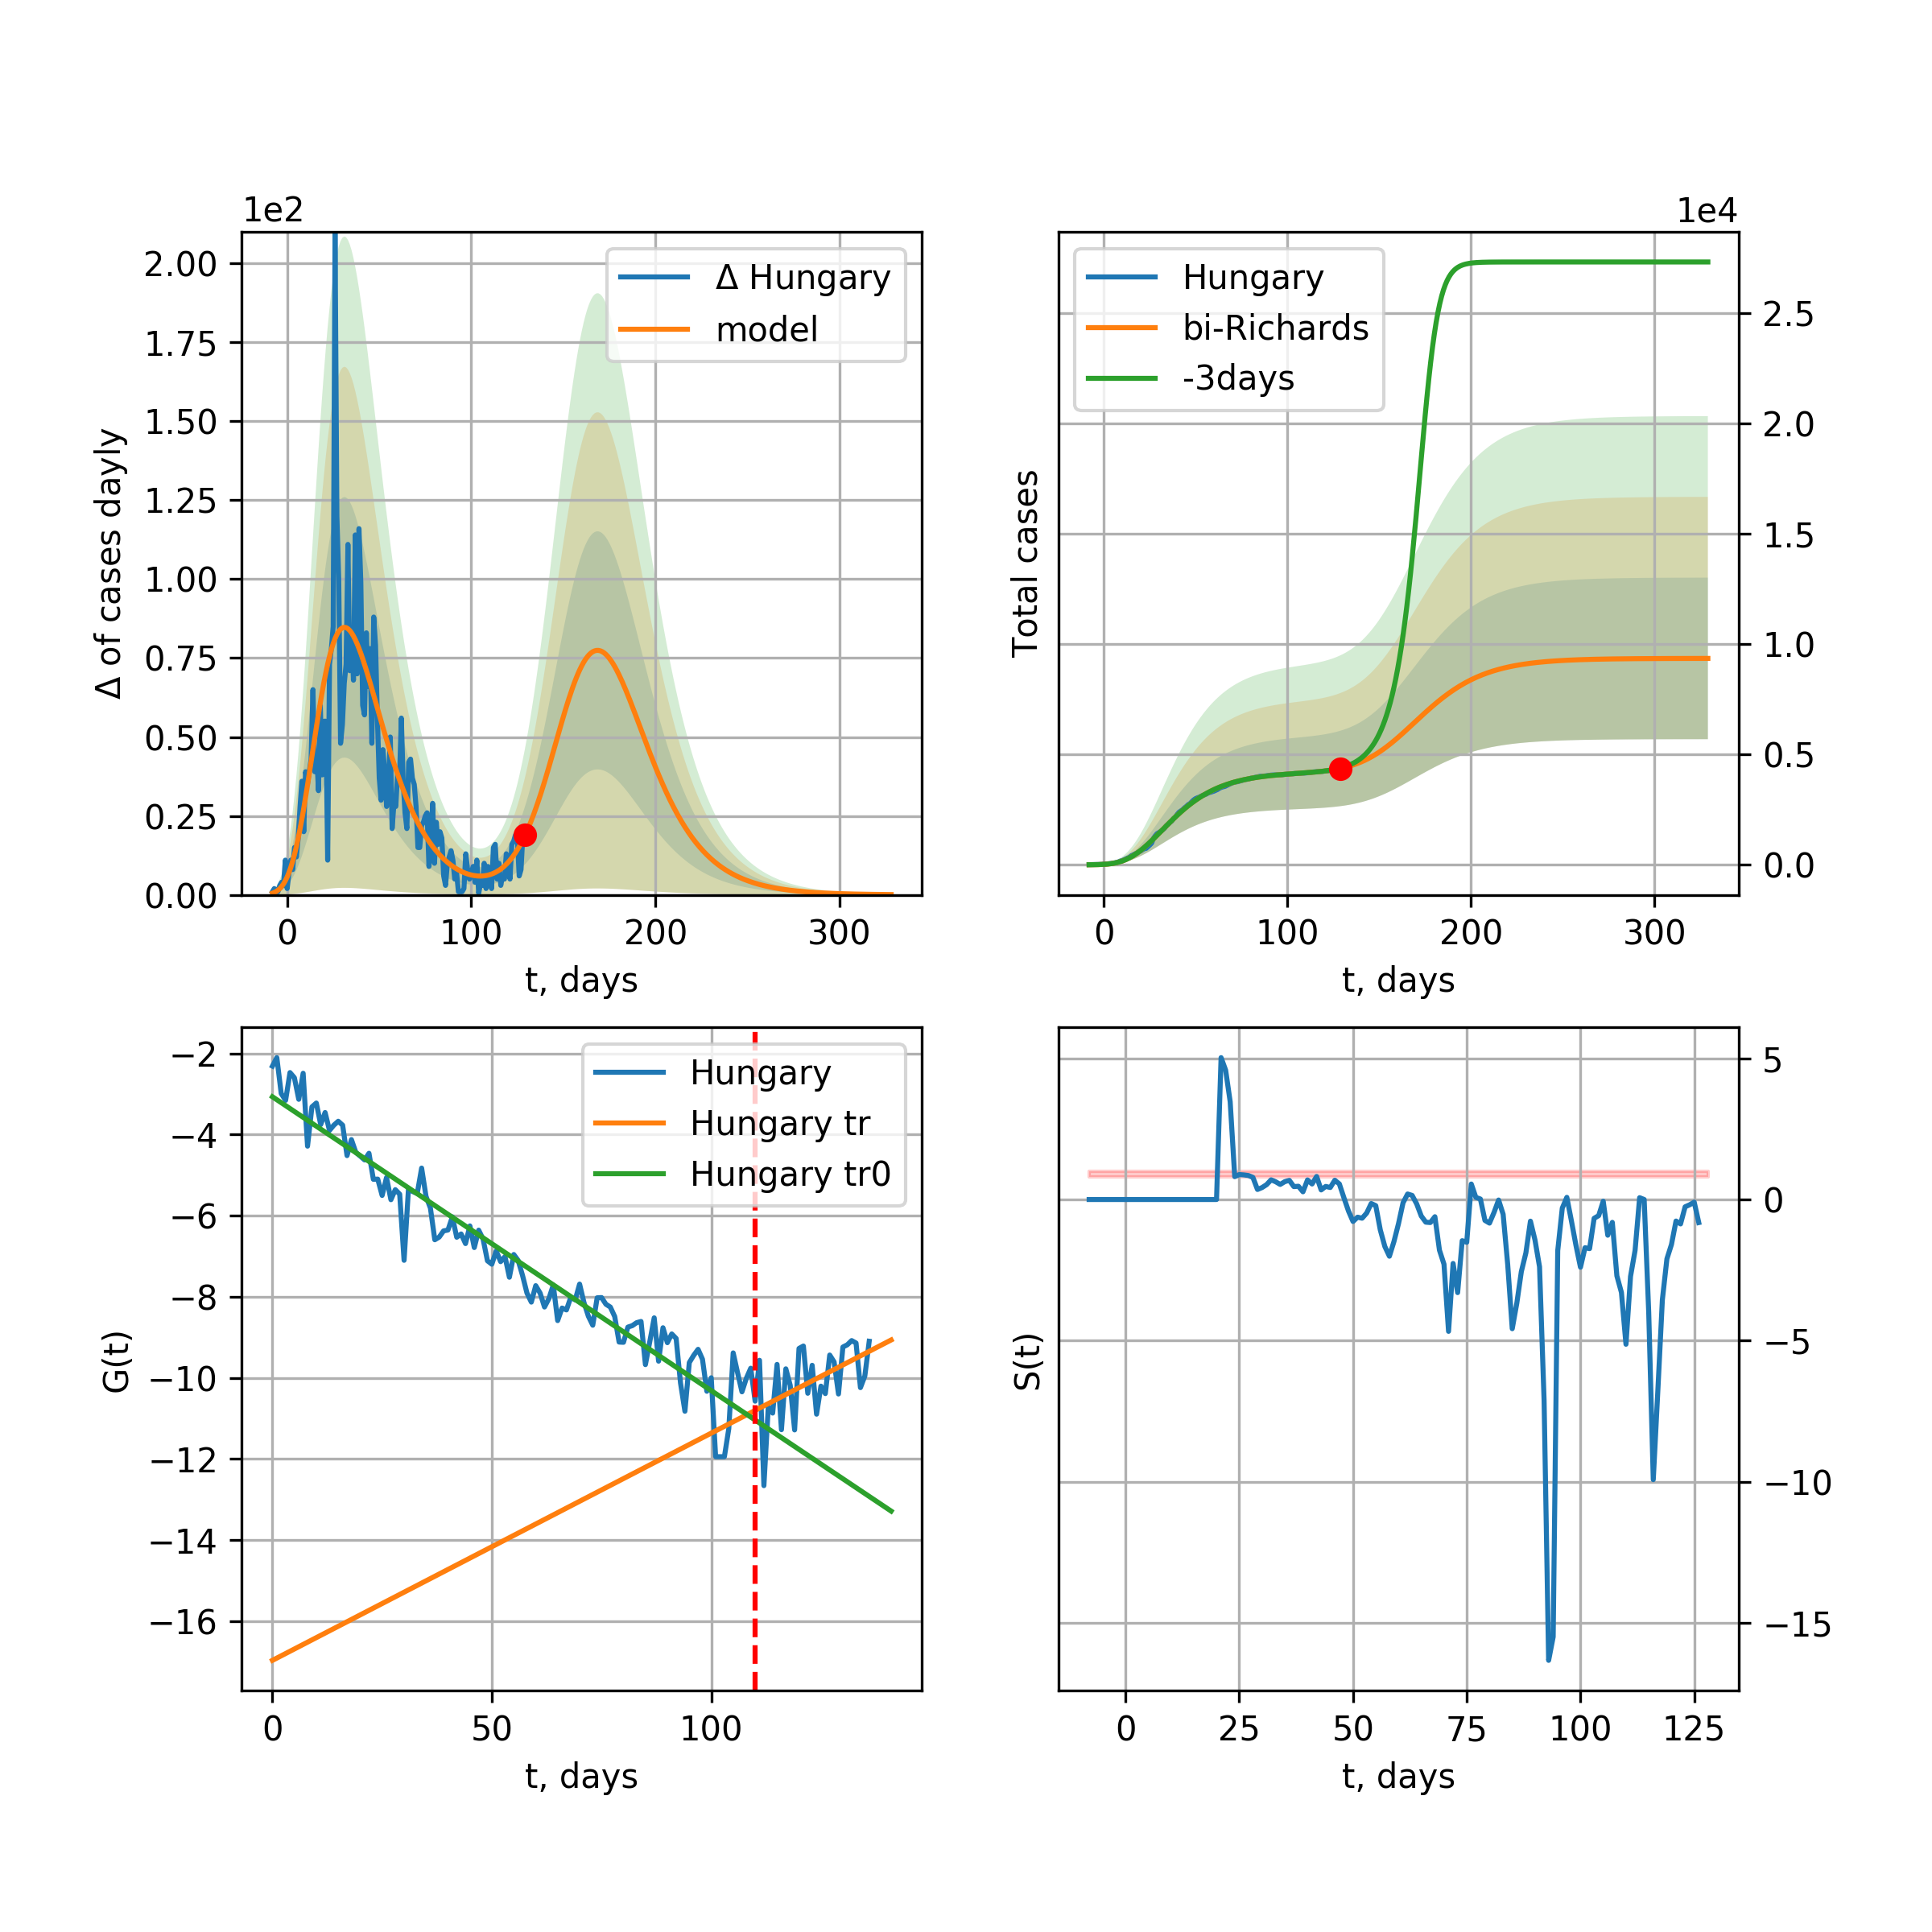 1e2
Δ of cases dayly
2.00
1.75
1.50
1.25
1.00
0.75
0.50
0.25
0.00
Δ Hungary
model
0 100 200 300
t, days
1e4
Total cases
Hungary
bi-Richards
-3days
2.5
2.0
1.5
1.0
0.5
0.0
0 100 200 300
t, days
G(t)
−2
−4
−6
−8
−10
−12
−14
−16
Hungary
Hungary tr
Hungary tr0
0 50 100
t, days
S(t)
5
0
−5
−10
−15
0 25 50 75 100 125
t, days